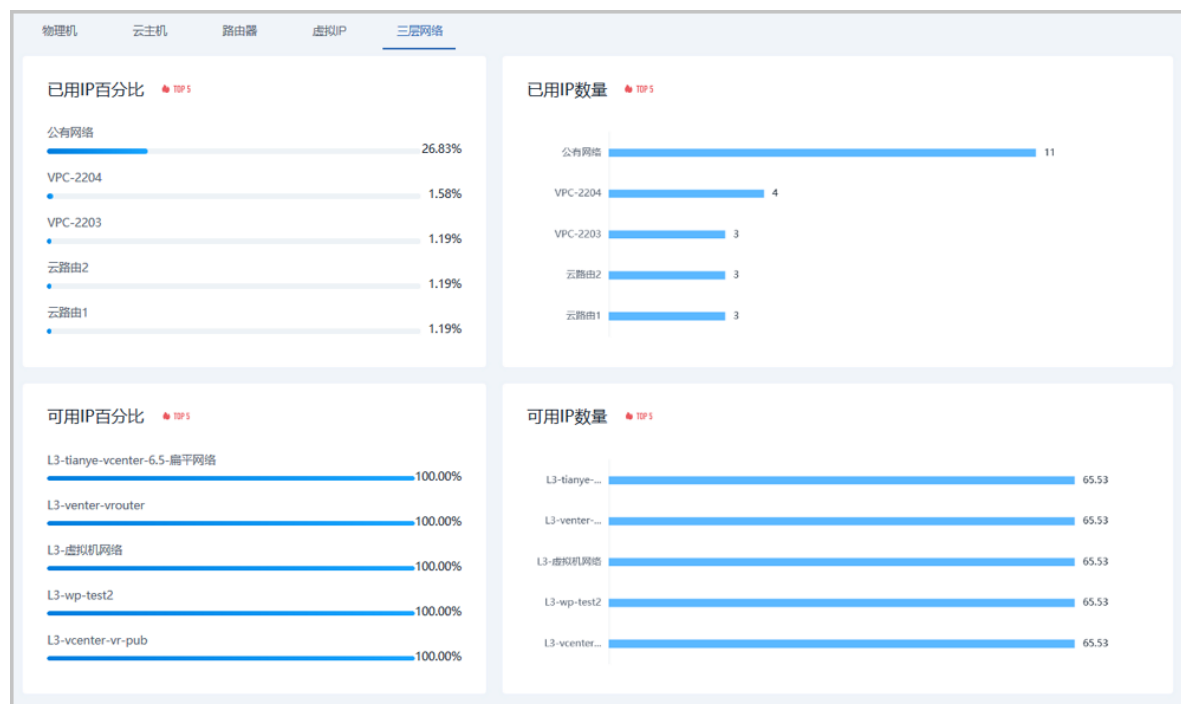 物理机 云主机 路由器 虚拟IP 三层网络
已用IP百分比 TOP 5
公有网络
26.83%
VPC-2204
1.58%
VPC-2203
1.19%
云路由2
1.19%
云路由1
1.19%
已用IP数量 TOP 5
公有网络 11
VPC-2204 4
VPC-2203 3
云路由2 3
云路由1 3
可用IP百分比 TOP 5
L3-tianye-vcenter-6.5-扁平网络
100.00%
L3-venter-vrouter
100.00%
L3-虚拟机网络
100.00%
L3-wp-test2
100.00%
L3-vcenter-vr-pub
100.00%
可用IP数量 TOP 5
L3-tianye-... 65.53
L3-venter-... 65.53
L3-虚拟机网络 65.53
L3-wp-test2 65.53
L3-vcenter... 65.53